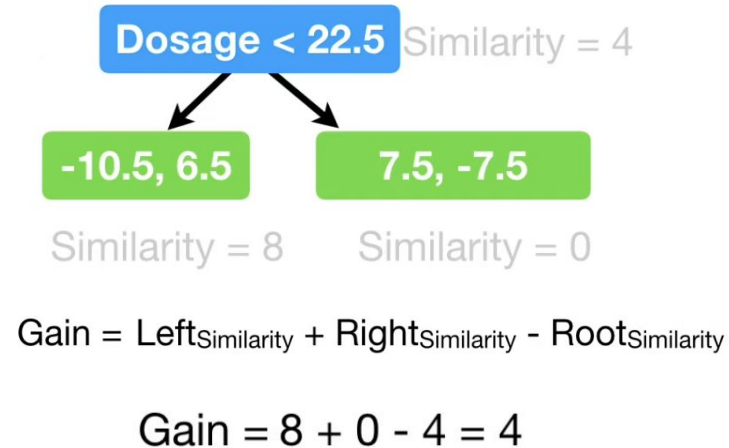 Dosage < 22.5 Similarity = 4
-10.5, 6.5 7.5, -7.5
Similarity = 8 Similarity = 0
Gain = LeftSimilarity + RightSimilarity - RootSimilarity
Gain = 8 + 0 - 4 = 4